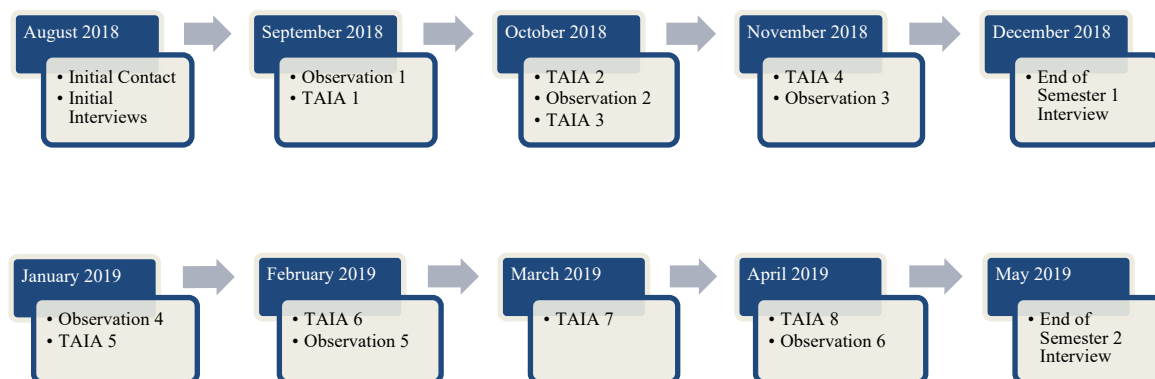 August 2018
• Initial Contact
• Initial
Interviews
September 2018
• Observation 1
• TAIA 1
October 2018
• TAIA 2
• Observation 2
• TAIA 3
November 2018
• TAIA 4
• Observation 3
December 2018
• End of
Semester 1
Interview
January 2019
• Observation 4
• TAIA 5
February 2019
• TAIA 6
• Observation 5
March 2019
• TAIA 7
April 2019
• TAIA 8
• Observation 6
May 2019
• End of
Semester 2
Interview